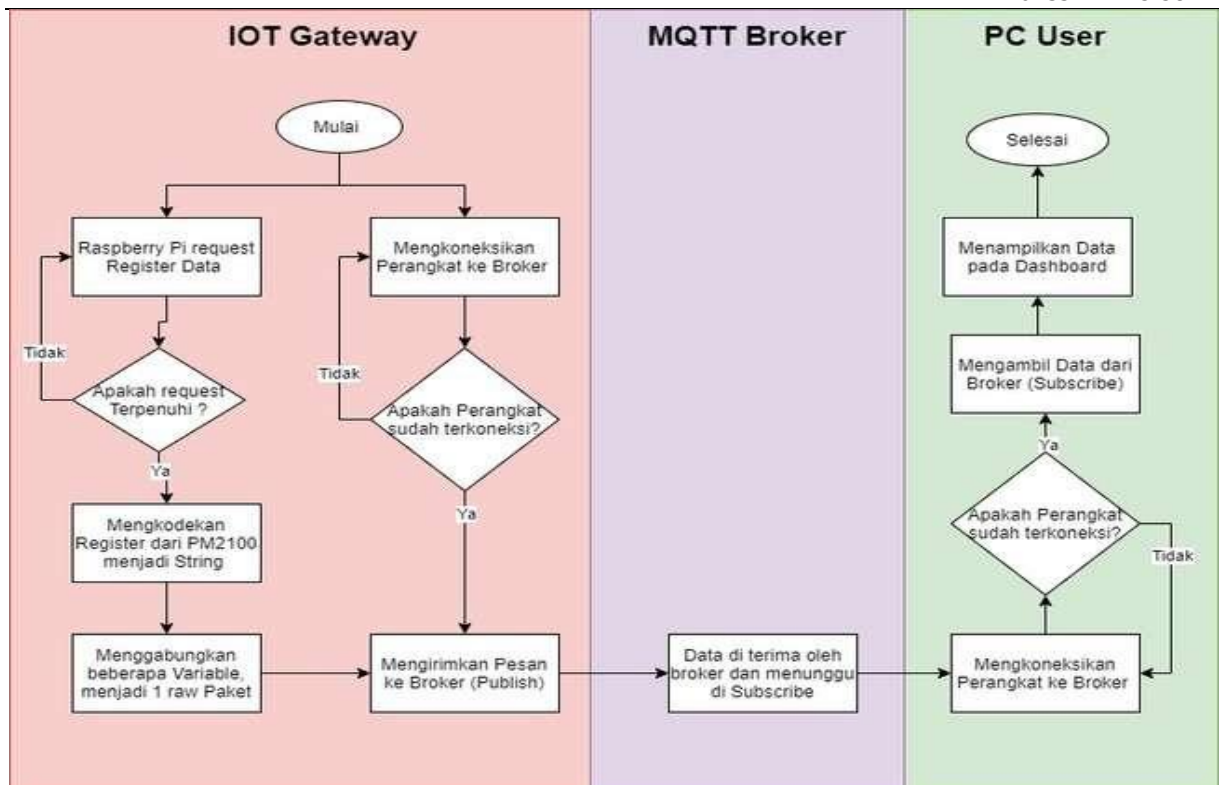 IOT Gateway
MQTT Broker
PC User
Mulai
Raspberry Pi request
Register Data
Tidak
Apakah request
Terpenuhi ?
Ya
Mengkodekan
Register dari PM2100
menjadi String
Menggabungkan
beberapa Variable,
menjadi 1 raw Paket
Mengkoneksikan
Perangkat ke Broker
Tidak
Apakah Perangkat
sudah terkoneksi?
Ya
Mengirimkan Pesan
ke Broker (Publish)
Data di terima oleh
broker dan menunggu
di Subscribe
Selesai
Menampilkan Data
pada Dashboard
Mengambil Data dari
Broker (Subscribe)
Ya
Apakah Perangkat
sudah terkoneksi?
Tidak
Mengkoneksikan
Perangkat ke Broker